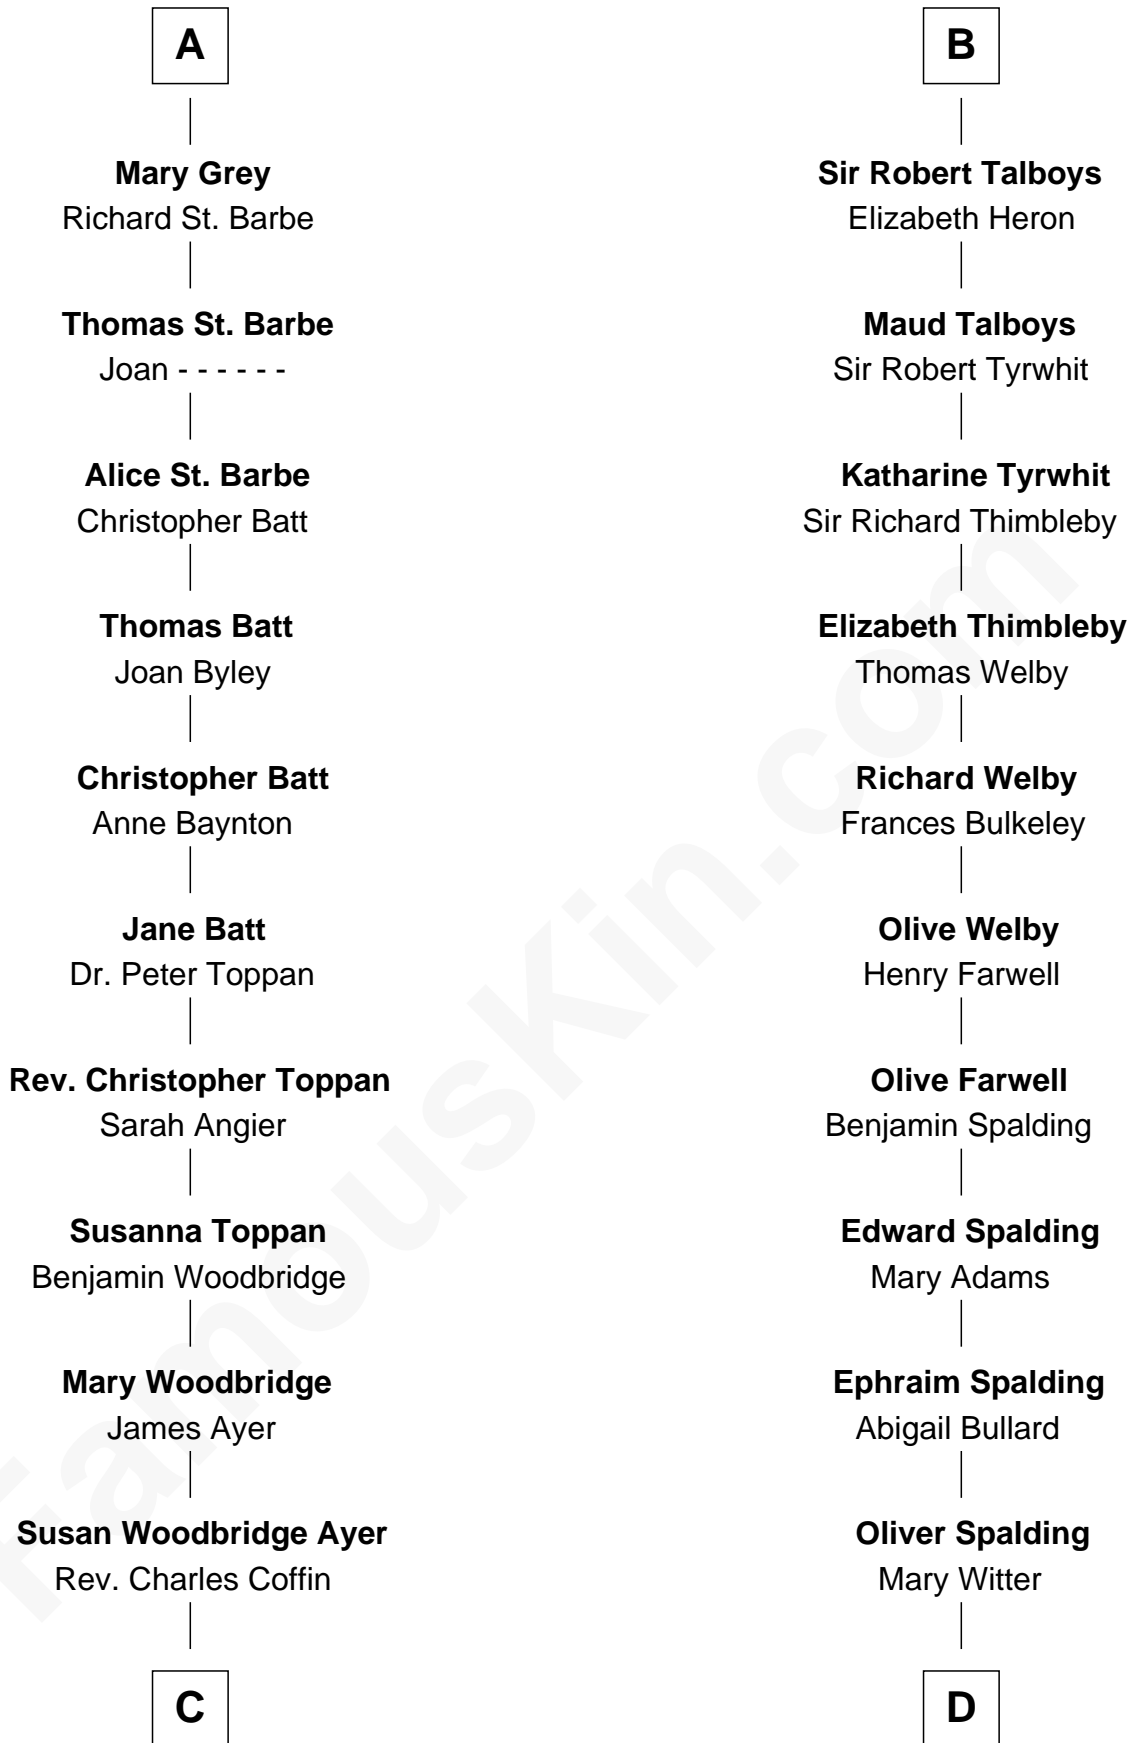 A
Mary Grey
Richard St. Barbe
Thomas St. Barbe
Joan - - - - - -
Alice St. Barbe
Christopher Batt
Thomas Batt
Joan Byley
Christopher Batt
Anne Baynton
Jane Batt
Dr. Peter Toppan
Rev. Christopher Toppan
Sarah Angier
Susanna Toppan
Benjamin Woodbridge
Mary Woodbridge
James Ayer
Susan Woodbridge Ayer
Rev. Charles Coffin
C
B
Sir Robert Talboys
Elizabeth Heron
Maud Talboys
Sir Robert Tyrwhit
Katharine Tyrwhit
Sir Richard Thimbleby
Elizabeth Thimbleby
Thomas Welby
Richard Welby
Frances Bulkeley
Olive Welby
Henry Farwell
Olive Farwell
Benjamin Spalding
Edward Spalding
Mary Adams
Ephraim Spalding
Abigail Bullard
Oliver Spalding
Mary Witter
D
FamousKin.com